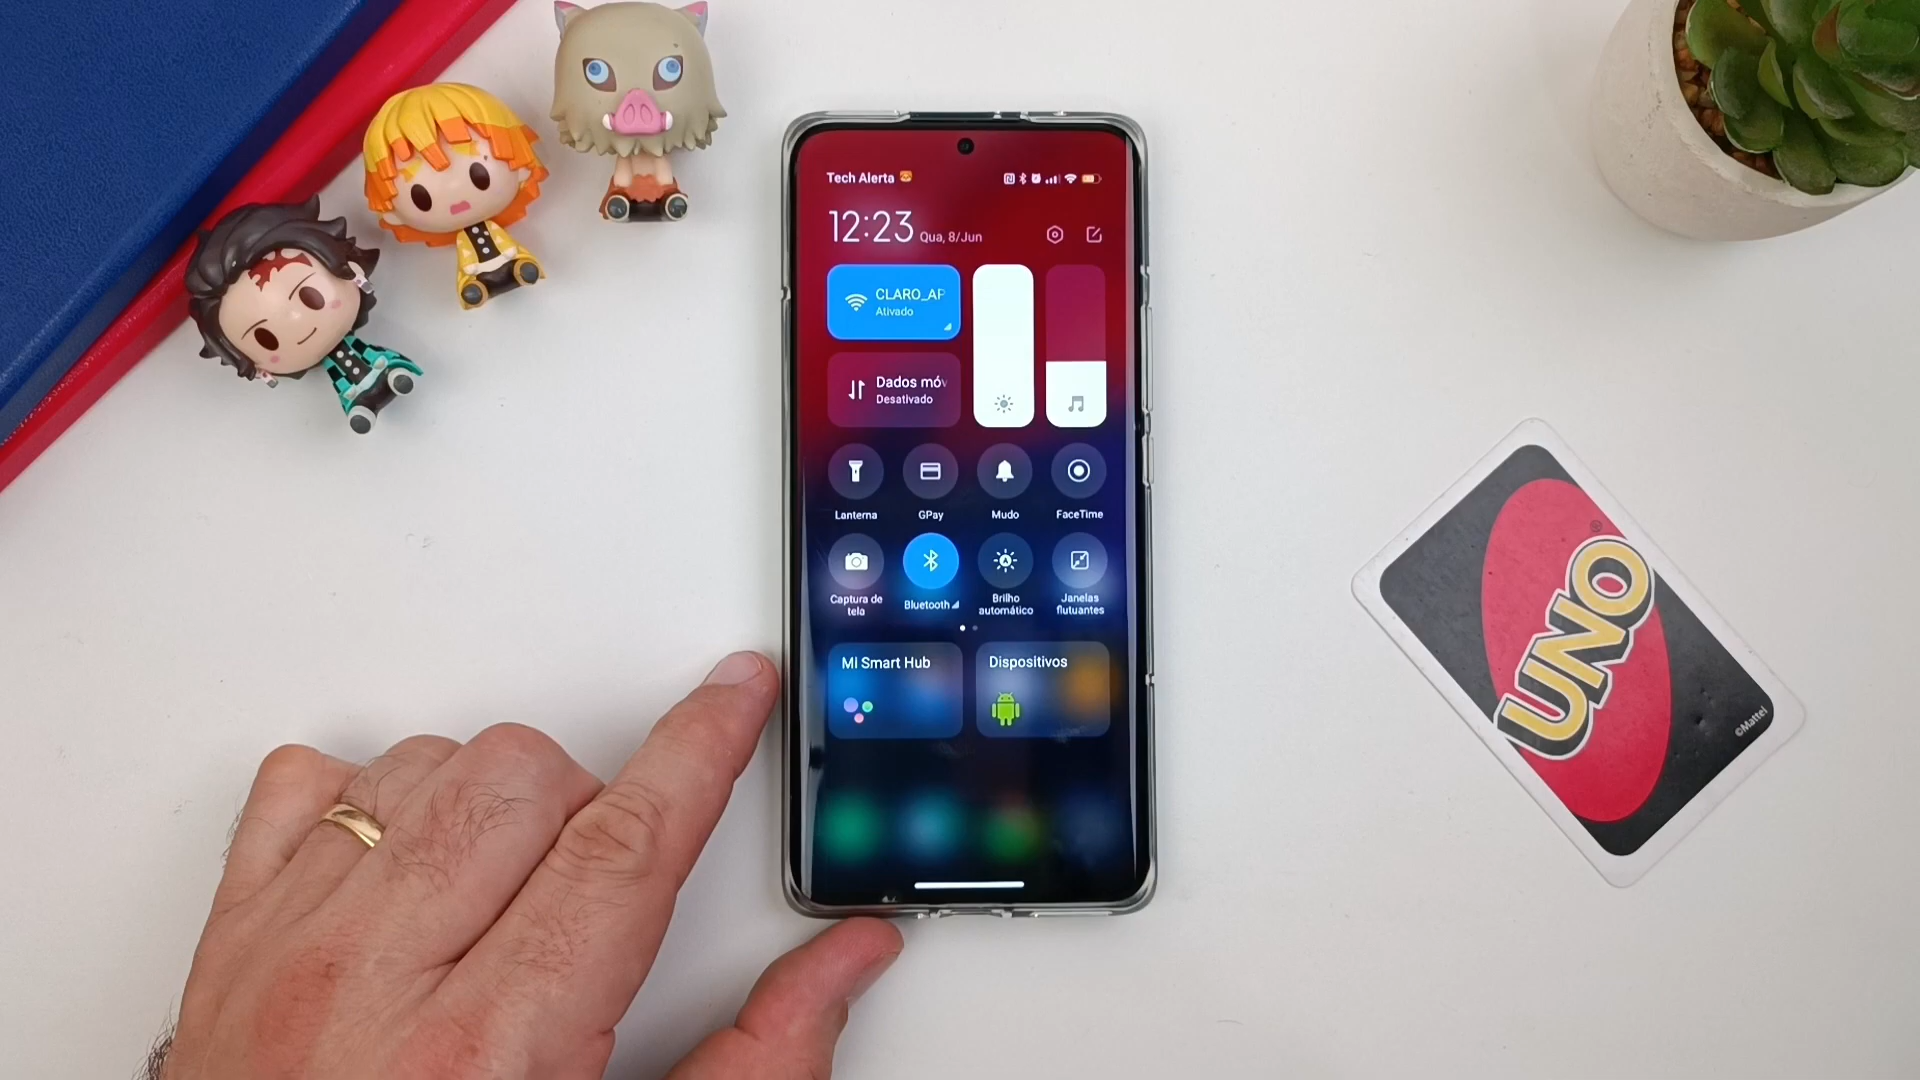 Tech Alerta
12:23 Qua, 8/Jun
CLARO_AP
Ativado
Dados móv
Desativado
Lanterna
GPay
Mudo
FaceTime
Captura de
tela
Bluetooth
Brilho
automático
Janelas
flutuantes
Mi Smart Hub
Dispositivos
UNO
®
©Mattel